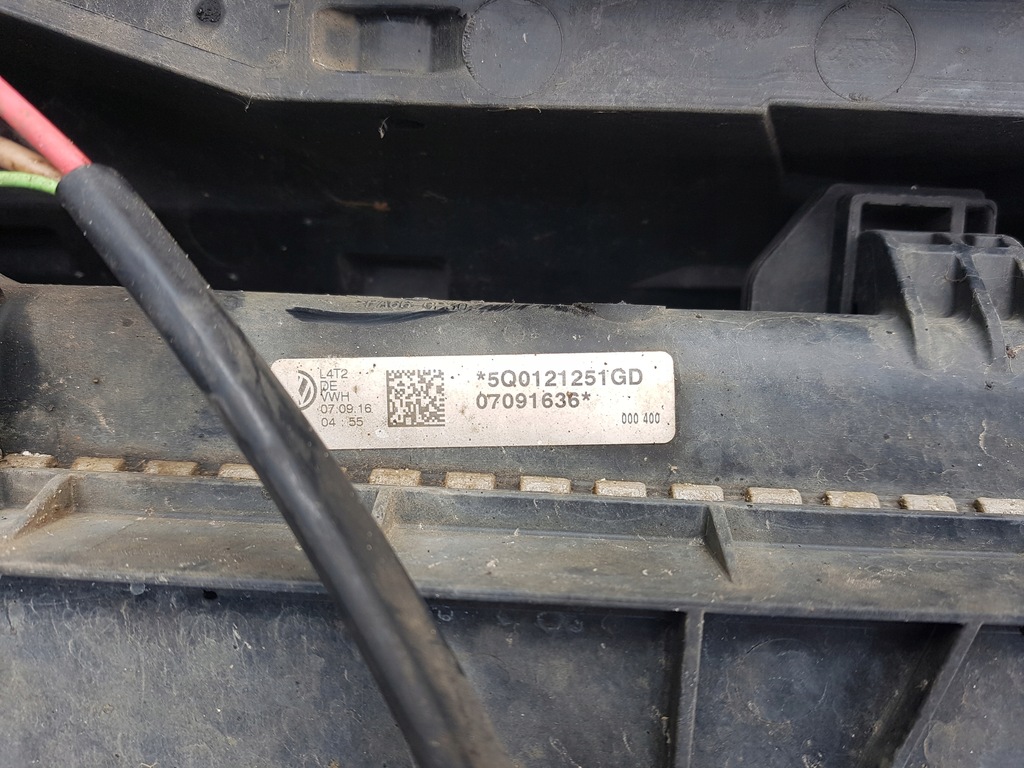 L4T2
DE
VWH
07.09.16
04 : 55
*5Q0121251GD
07091636*
000 400